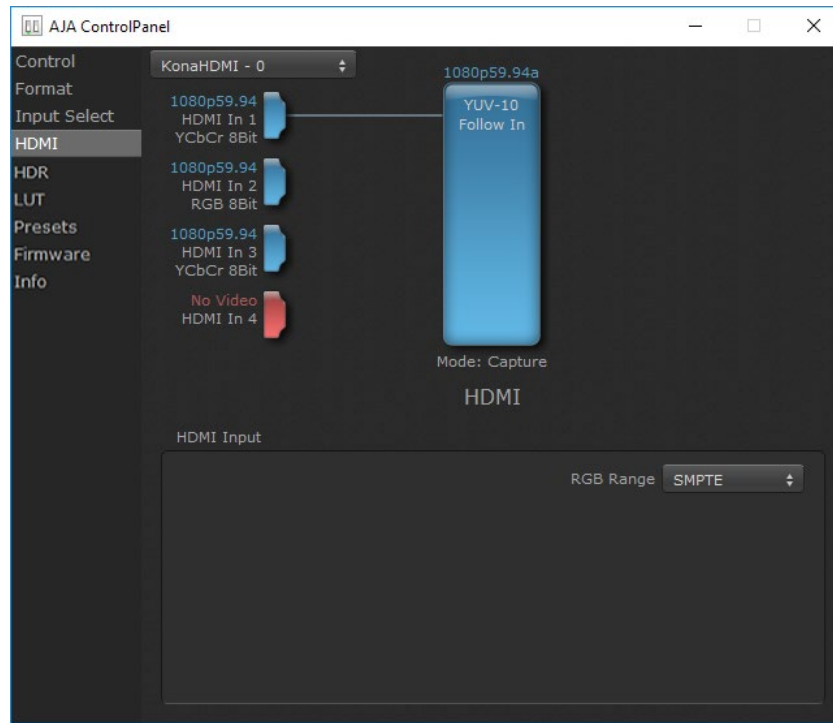 AJA ControlPanel
Control
Format
Input Select
HDMI
HDR
LUT
Presets
Firmware
Info
KonaHDMI - 0
1080p59.94
HDMI In 1
YCbCr 8Bit
1080p59.94
HDMI In 2
RGB 8Bit
1080p59.94
HDMI In 3
YCbCr 8Bit
No Video
HDMI In 4
1080p59.94a
YUV-10
Follow In
Mode: Capture
HDMI
HDMI Input
RGB Range SMPTE